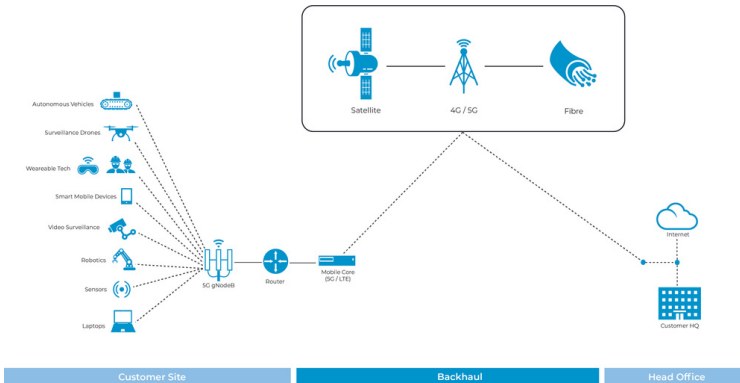 Satellite
4G / 5G
Fibre
Autonomous Vehicles
Surveillance Drones
Weareable Tech
Smart Mobile Devices
Video Surveillance
Robotics
Sensors
Laptops
5G gNodeB
Router
Mobile Core
(5G / LTE)
Internet
Customer HQ
Customer Site
Backhaul
Head Office